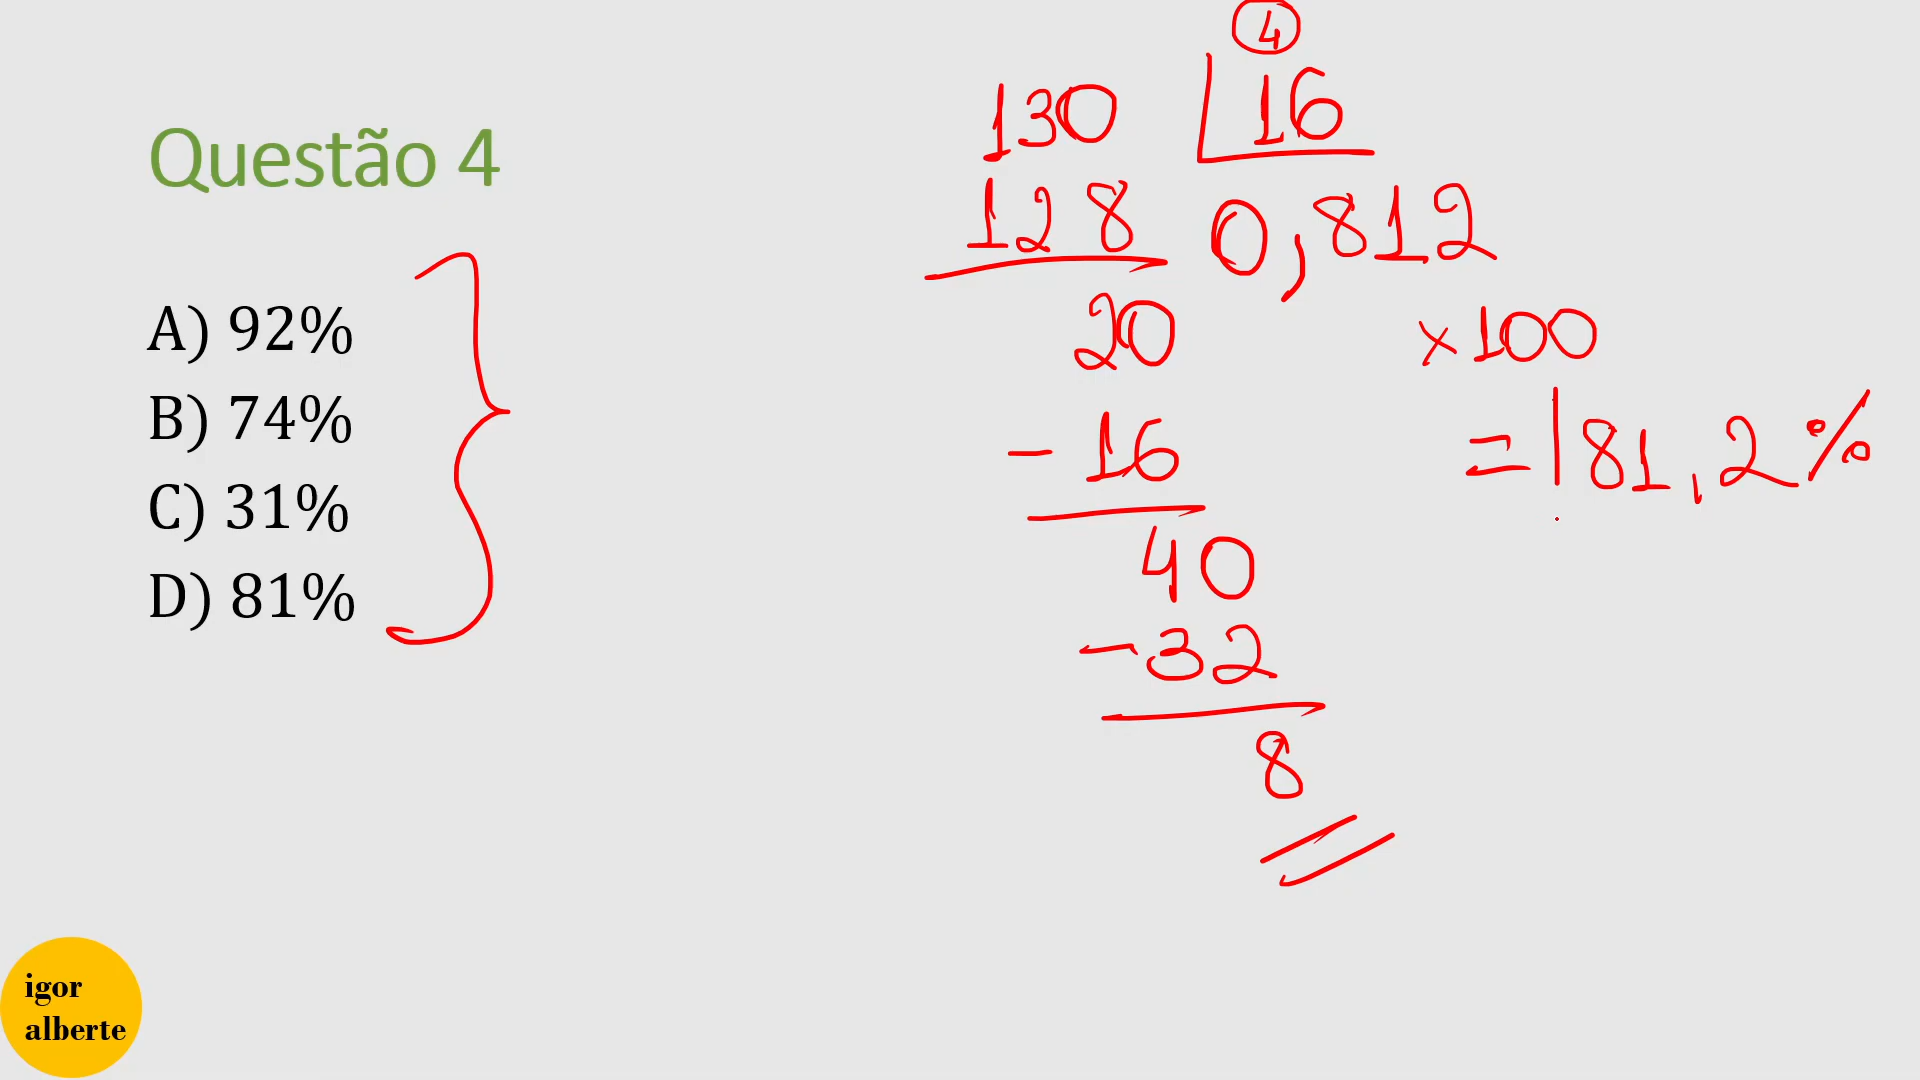 Questão 4
A) 92%
B) 74%
C) 31%
D) 81%
4
130 16
128 0,812
20
×100
-16
=81,2%
40
-32
8
igor
alberte